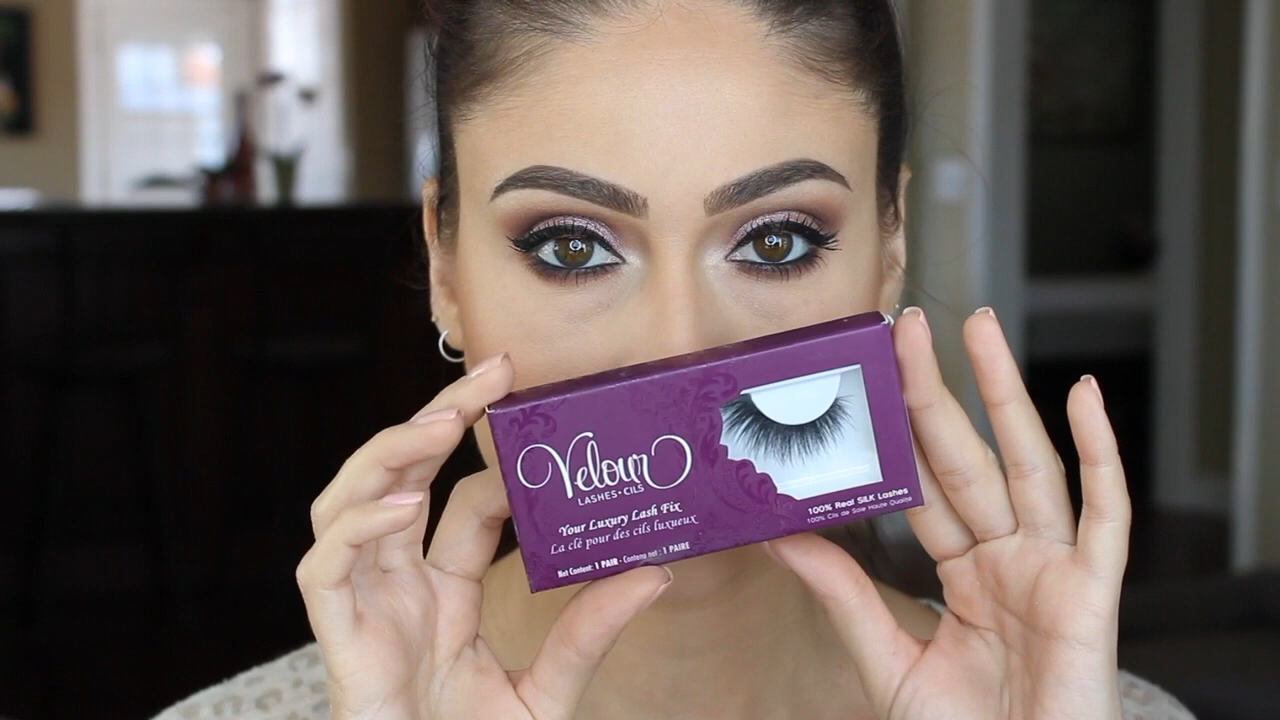 Velour
LASHES • CILS
Your Luxury Lash Fix
La clé pour des cils luxueux
Net Content: 1 PAIR - Contenu net : 1 PAIRE
100% Real SILK Lashes
100% Cils de Soie Haute Qualité